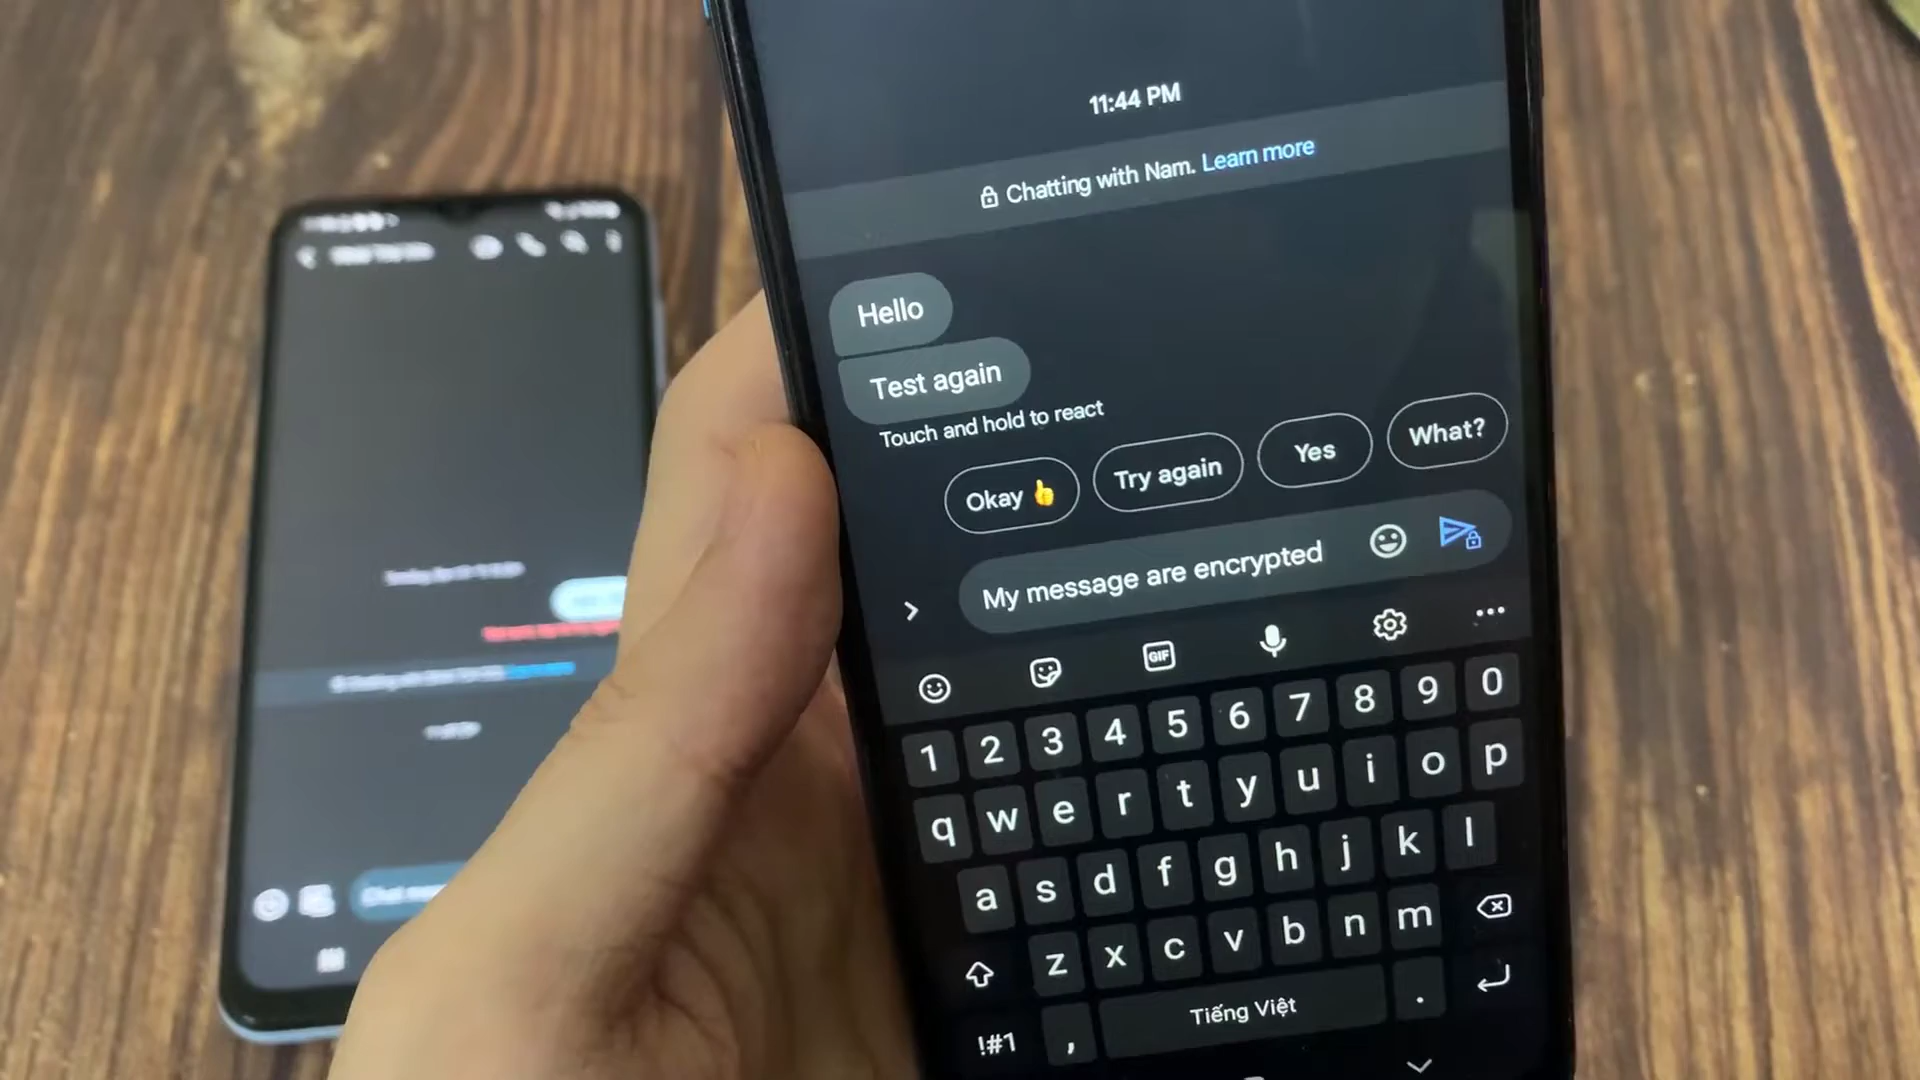 11:44 PM
Chatting with Nam. Learn more
Hello
Test again
Touch and hold to react
Okay 👍
Try again
Yes
What?
My message are encrypted
GIF
1 2 3 4 5 6 7 8 9 0
q w e r t y u i o p
a s d f g h j k l
z x c v b n m
!#1 , Tiếng Việt .